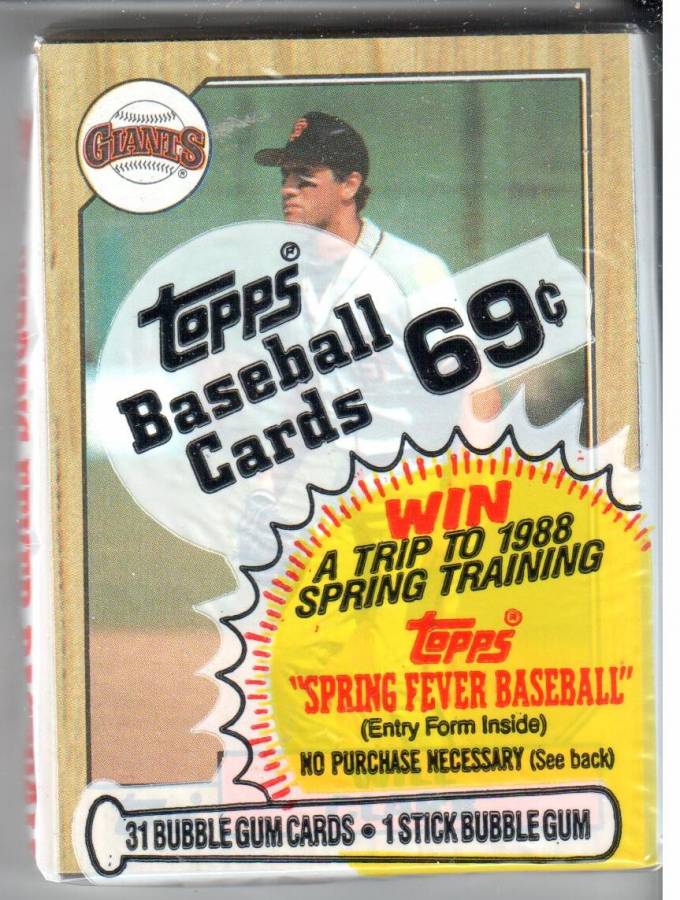 GIANTS
®
topps®
Baseball
Cards
69¢
WIN
A TRIP TO 1988
SPRING TRAINING
topps®
"SPRING FEVER BASEBALL"
(Entry Form Inside)
NO PURCHASE NECESSARY (See back)
31 BUBBLE GUM CARDS • 1 STICK BUBBLE GUM